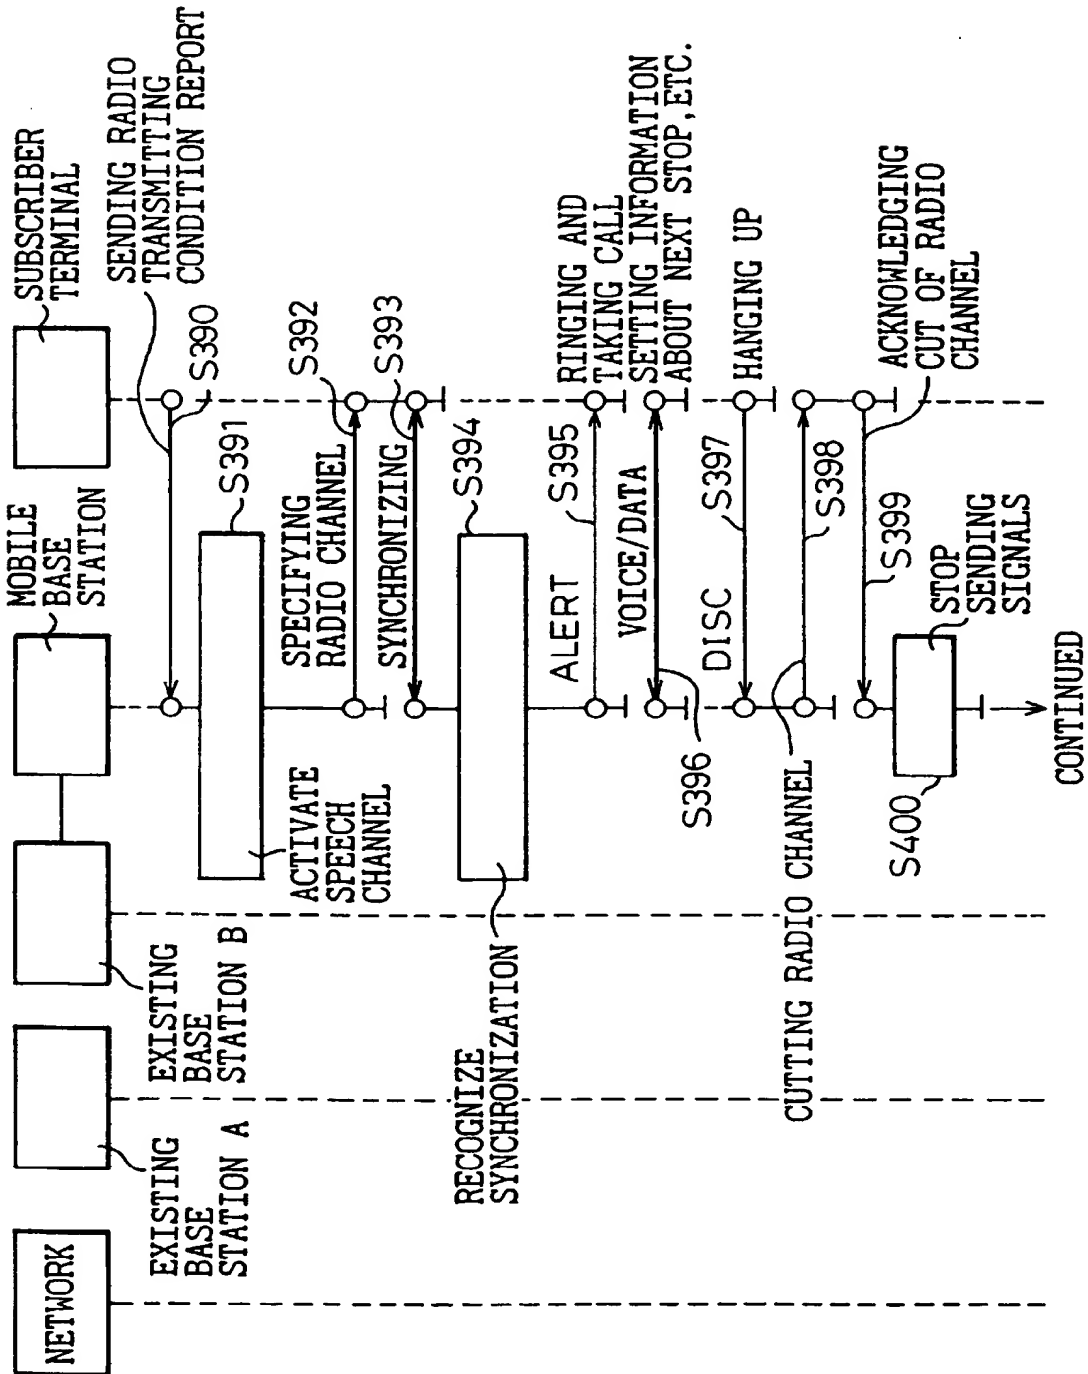 NETWORK
EXISTING
BASE
STATION A
EXISTING
BASE
STATION B
MOBILE
BASE
STATION
SUBSCRIBER
TERMINAL
SENDING RADIO
TRANSMITTING
CONDITION REPORT
S390
S391
ACTIVATE
SPEECH
CHANNEL
SPECIFYING
RADIO CHANNEL
S392
SYNCHRONIZING
S393
S394
RECOGNIZE
SYNCHRONIZATION
ALERT
S395
RINGING AND
TAKING CALL
VOICE/DATA
S396
SETTING INFORMATION
ABOUT NEXT STOP,ETC.
DISC
S397
HANGING UP
CUTTING RADIO CHANNEL
S398
S399
ACKNOWLEDGING
CUT OF RADIO
CHANNEL
S400
STOP
SENDING
SIGNALS
CONTINUED